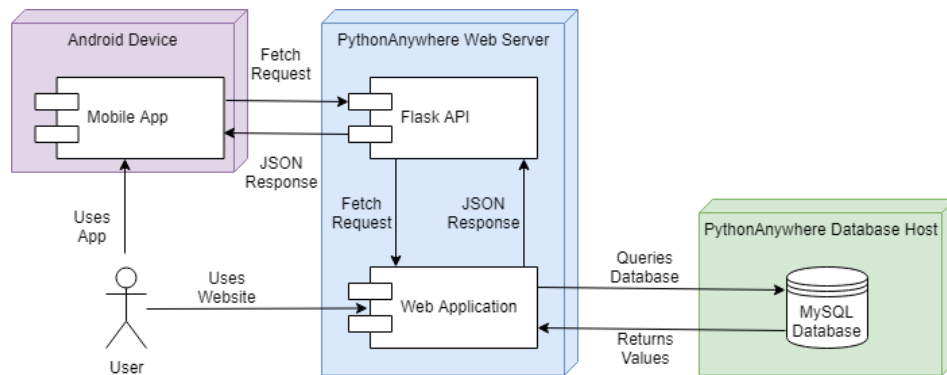 Android Device
PythonAnywhere Web Server
Fetch
Request
Mobile App
Flask API
JSON
Response
Fetch
Request
JSON
Response
Uses
App
PythonAnywhere Database Host
Queries
Database
Uses
Website
Web Application
MySQL
Database
Returns
Values
User